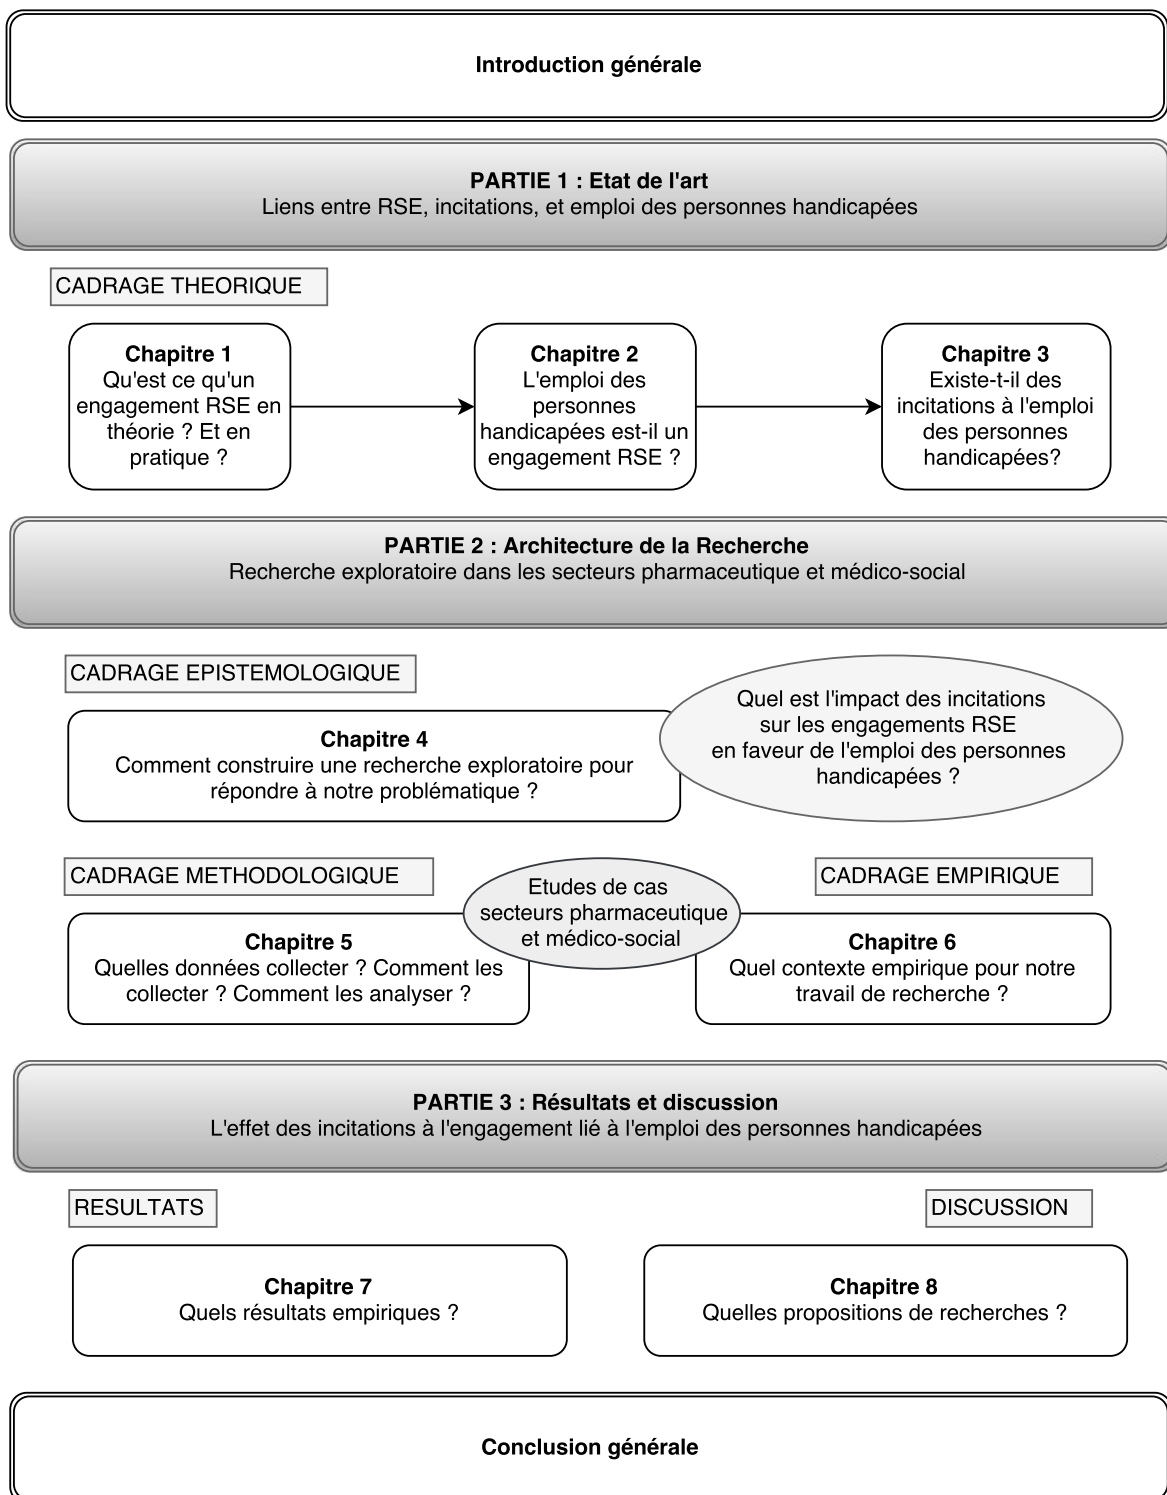 Introduction générale
PARTIE 1 : Etat de l'art
Liens entre RSE, incitations, et emploi des personnes handicapées
CADRAGE THEORIQUE
Chapitre 1
Qu'est ce qu'un
engagement RSE en
théorie ? Et en
pratique ?
Chapitre 2
L'emploi des
personnes
handicapées est-il un
engagement RSE ?
Chapitre 3
Existe-t-il des
incitations à l'emploi
des personnes
handicapées?
PARTIE 2 : Architecture de la Recherche
Recherche exploratoire dans les secteurs pharmaceutique et médico-social
CADRAGE EPISTEMOLOGIQUE
Chapitre 4
Comment construire une recherche exploratoire pour
répondre à notre problématique ?
Quel est l'impact des incitations
sur les engagements RSE
en faveur de l'emploi des personnes
handicapées ?
CADRAGE METHODOLOGIQUE
Etudes de cas
secteurs pharmaceutique
et médico-social
CADRAGE EMPIRIQUE
Chapitre 5
Quelles données collecter ? Comment les
collecter ? Comment les analyser ?
Chapitre 6
Quel contexte empirique pour notre
travail de recherche ?
PARTIE 3 : Résultats et discussion
L'effet des incitations à l'engagement lié à l'emploi des personnes handicapées
RESULTATS
DISCUSSION
Chapitre 7
Quels résultats empiriques ?
Chapitre 8
Quelles propositions de recherches ?
Conclusion générale